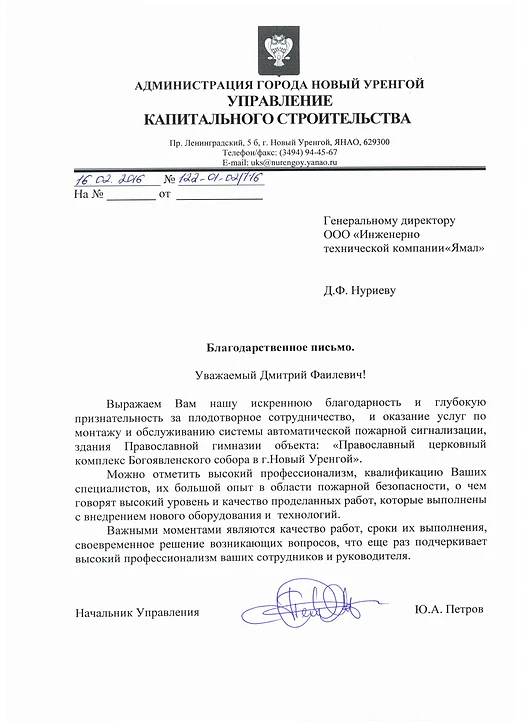 АДМИНИСТРАЦИЯ ГОРОДА НОВЫЙ УРЕНГОЙ
УПРАВЛЕНИЕ
КАПИТАЛЬНОГО СТРОИТЕЛЬСТВА
Пр. Ленинградский, 5 б, г. Новый Уренгой, ЯНАО, 629300
Телефон/факс: (3494) 94-45-67
E-mail: uks@nurengoy.yanao.ru
16 02. 2016 № 122-01-02/116
На № _________ от ______________
Генеральному директору
ООО «Инженерно
технической компании«Ямал»
Д.Ф. Нуриеву
Благодарственное письмо.
Уважаемый Дмитрий Фаилевич!
Выражаем Вам нашу искреннюю благодарность и глубокую
признательность за плодотворное сотрудничество, и оказание услуг по
монтажу и обслуживанию системы автоматической пожарной сигнализации,
здания Православной гимназии объекта: «Православный церковный
комплекс Богоявленского собора в г.Новый Уренгой».
Можно отметить высокий профессионализм, квалификацию Ваших
специалистов, их большой опыт в области пожарной безопасности, о чем
говорят высокий уровень и качество проделанных работ, которые выполнены
с внедрением нового оборудования и технологий.
Важными моментами являются качество работ, сроки их выполнения,
своевременное решение возникающих вопросов, что еще раз подчеркивает
высокий профессионализм ваших сотрудников и руководителя.
Начальник Управления Ю.А. Петров